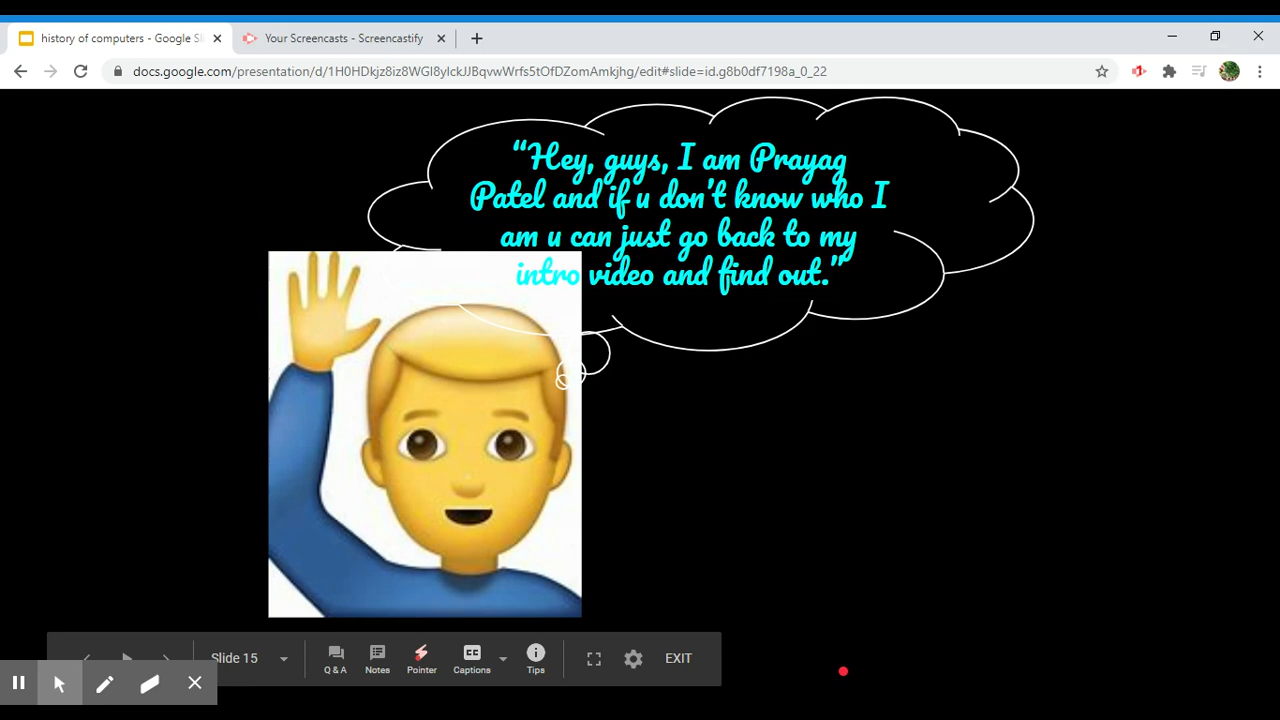 history of computers - Google Sl
Your Screencasts - Screencastify
docs.google.com/presentation/d/1H0HDkjz8iz8WGl8ylckIJBqvwWrfs5tOfDZomAmkjhg/edit#slide=id.g8b0df7198a_0_22
“Hey, guys, I am Prayag
Patel and if u don’t know who I
am u can just go back to my
intro video and find out.”
Slide 15
Q & A
Notes
Pointer
CC
Captions
Tips
EXIT